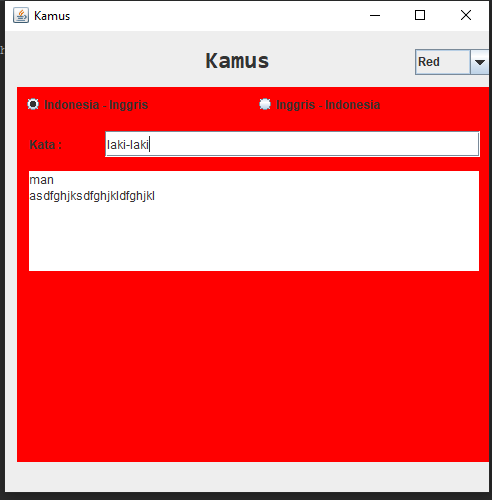 Kamus
Kamus
Red
Indonesia - Inggris
Inggris - Indonesia
Kata :
laki-laki
man
asdfghjksdfghjkldfghjkl